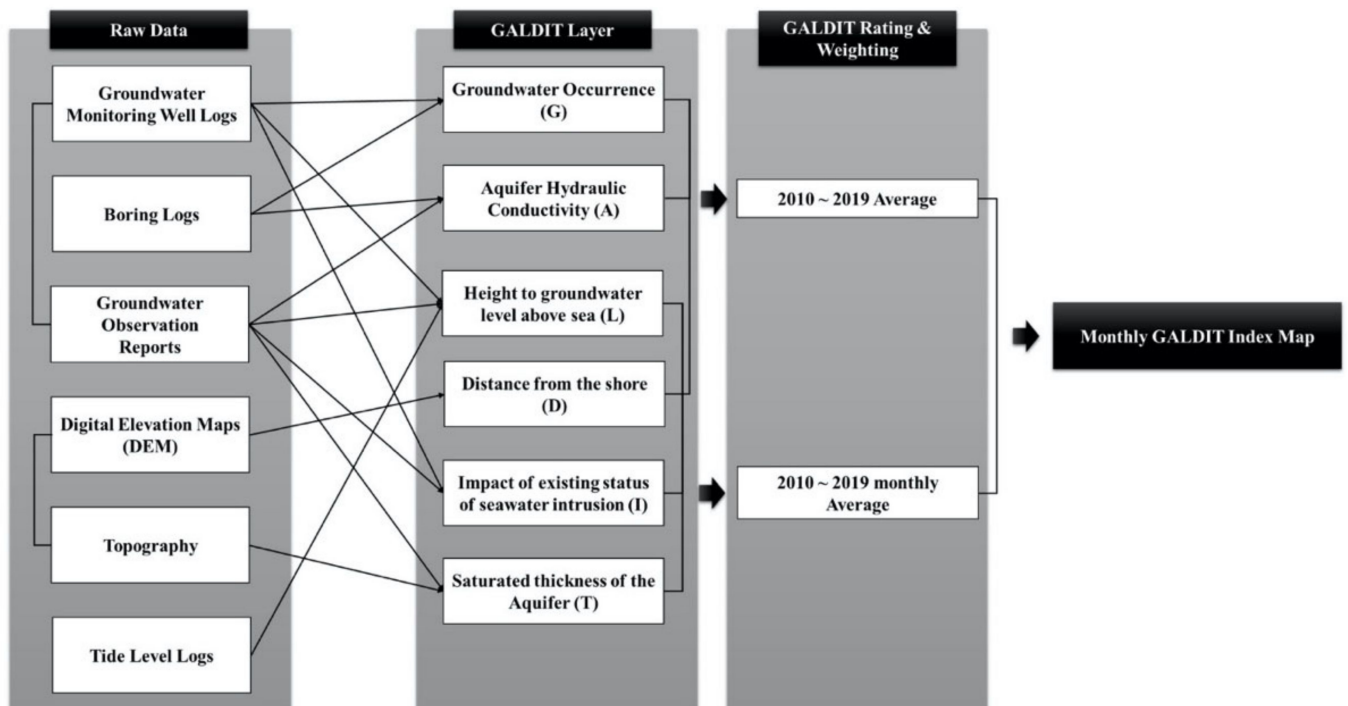 Raw Data
Groundwater
Monitoring Well Logs
Boring Logs
Groundwater
Observation
Reports
Digital Elevation Maps
(DEM)
Topography
Tide Level Logs
GALDIT Layer
Groundwater Occurrence
(G)
Aquifer Hydraulic
Conductivity (A)
Height to groundwater
level above sea (L)
Distance from the shore
(D)
Impact of existing status
of seawater intrusion (I)
Saturated thickness of the
Aquifer (T)
GALDIT Rating &
Weighting
2010 ~ 2019 Average
2010 ~ 2019 monthly
Average
Monthly GALDIT Index Map